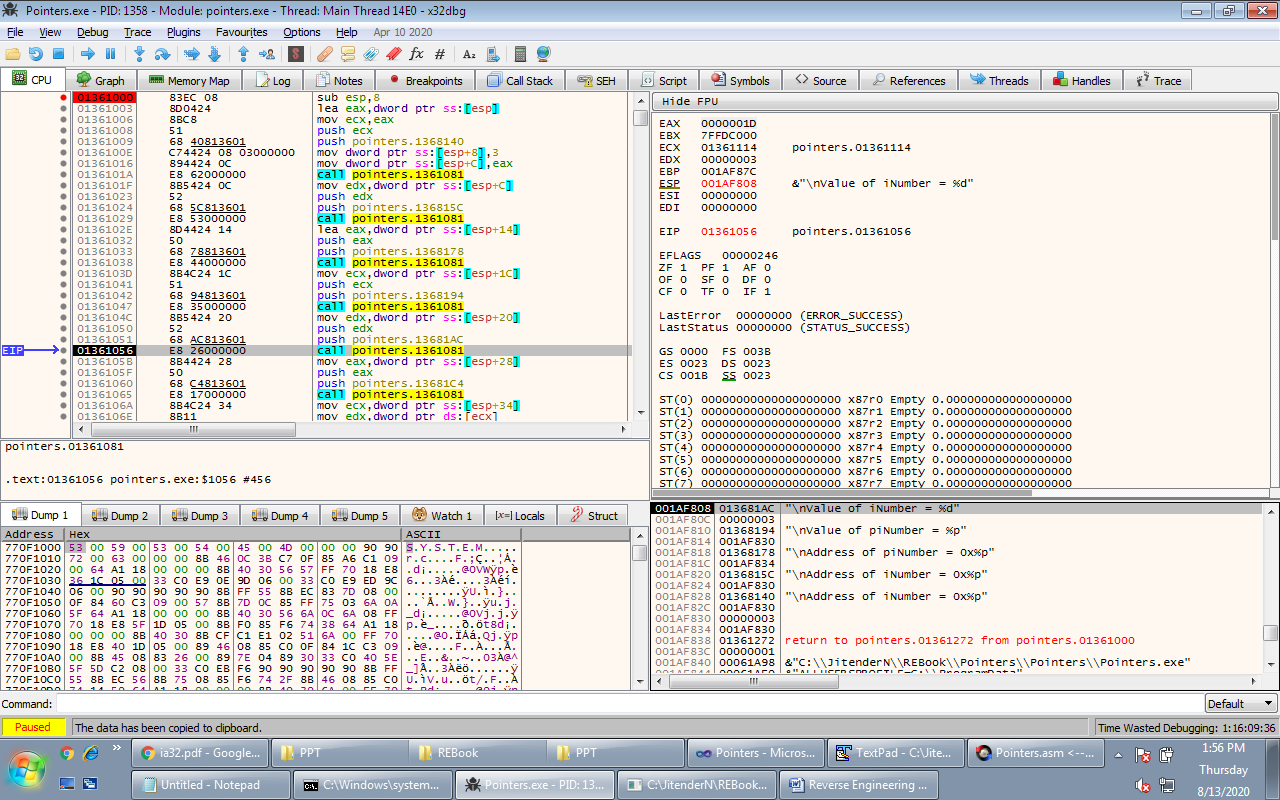 Pointers.exe - PID: 1358 - Module: pointers.exe - Thread: Main Thread 14E0 - x32dbg
File View Debug Trace Plugins Favourites Options Help Apr 10 2020
CPU Graph Memory Map Log Notes Breakpoints Call Stack SEH Script Symbols Source References Threads Handles Trace
01361000 83EC 08 sub esp,8
01361003 8D0424 lea eax,dword ptr ss:[esp]
01361006 8BC8 mov ecx,eax
01361008 51 push ecx
01361009 68 40813601 push pointers.1368140
0136100E C74424 08 03000000 mov dword ptr ss:[esp+8],3
01361016 894424 0C mov dword ptr ss:[esp+C],eax
0136101A E8 62000000 call pointers.1361081
0136101F 8B5424 0C mov edx,dword ptr ss:[esp+C]
01361023 52 push edx
01361024 68 5C813601 push pointers.136815C
01361029 E8 53000000 call pointers.1361081
0136102E 8D4424 14 lea eax,dword ptr ss:[esp+14]
01361032 50 push eax
01361033 68 78813601 push pointers.1368178
01361038 E8 44000000 call pointers.1361081
0136103D 8B4C24 1C mov ecx,dword ptr ss:[esp+1C]
01361041 51 push ecx
01361042 68 94813601 push pointers.1368194
01361047 E8 35000000 call pointers.1361081
0136104C 8B5424 20 mov edx,dword ptr ss:[esp+20]
01361050 52 push edx
01361051 68 AC813601 push pointers.13681AC
EIP 01361056 E8 26000000 call pointers.1361081
0136105B 8B4424 28 mov eax,dword ptr ss:[esp+28]
0136105F 50 push eax
01361060 68 C4813601 push pointers.13681C4
01361065 E8 17000000 call pointers.1361081
0136106A 8B4C24 34 mov ecx,dword ptr ss:[esp+34]
0136106E 8B11 mov edx,dword ptr ds:[ecx]
pointers.01361081
.text:01361056 pointers.exe:$1056 #456
Hide FPU
EAX 0000001D
EBX 7FFDC000
ECX 01361114 pointers.01361114
EDX 00000003
EBP 001AF87C
ESP 001AF808 &"\nValue of iNumber = %d"
ESI 00000000
EDI 00000000
EIP 01361056 pointers.01361056
EFLAGS 00000246
ZF 1 PF 1 AF 0
OF 0 SF 0 DF 0
CF 0 TF 0 IF 1
LastError 00000000 (ERROR_SUCCESS)
LastStatus 00000000 (STATUS_SUCCESS)
GS 0000 FS 003B
ES 0023 DS 0023
CS 001B SS 0023
ST(0) 00000000000000000000 x87r0 Empty 0.000000000000000000
ST(1) 00000000000000000000 x87r1 Empty 0.000000000000000000
ST(2) 00000000000000000000 x87r2 Empty 0.000000000000000000
ST(3) 00000000000000000000 x87r3 Empty 0.000000000000000000
ST(4) 00000000000000000000 x87r4 Empty 0.000000000000000000
ST(5) 00000000000000000000 x87r5 Empty 0.000000000000000000
ST(6) 00000000000000000000 x87r6 Empty 0.000000000000000000
ST(7) 00000000000000000000 x87r7 Empty 0.000000000000000000
Dump 1 Dump 2 Dump 3 Dump 4 Dump 5 Watch 1 Locals Struct
Address Hex ASCII
770F1000 53 00 59 00 53 00 54 00 45 00 4D 00 00 00 90 90 S.Y.S.T.E.M.....
770F1010 72 00 63 00 00 00 8B 46 0C 3B C7 0F 85 A6 C1 09
770F1020 00 64 A1 18 00 00 00 8B 40 30 56 57 FF 70 18 E8
770F1030 36 1C 05 00 33 C0 E9 0E 9D 06 00 33 C0 E9 ED 9C
770F1040 06 00 90 90 90 90 90 8B FF 55 8B EC 83 7D 08 00
770F1050 0F 84 60 C3 09 00 57 8B 7D 0C 85 FF 75 03 6A 0A
770F1060 5F 64 A1 18 00 00 00 8B 40 30 56 6A 0C 6A 08 FF
770F1070 70 18 E8 5F 1D 05 00 8B F0 85 F6 74 38 64 A1 18
770F1080 00 00 00 8B 40 30 8B CF C1 E1 02 51 6A 00 FF 70
770F1090 18 E8 40 1D 05 00 89 46 08 85 C0 0F 84 1C C3 09
770F10A0 00 8B 45 08 83 26 00 89 7E 04 89 30 33 C0 40 5E
770F10B0 5F 5D C2 08 00 33 C0 EB F6 90 90 90 90 90 8B FF
770F10C0 55 8B EC 56 8B 75 08 85 F6 74 2F 8B 46 08 85 C0
001AF808 013681AC "\nValue of iNumber = %d"
001AF80C 00000003
001AF810 01368194 "\nValue of piNumber = %p"
001AF814 001AF830
001AF818 01368178 "\nAddress of piNumber = 0x%p"
001AF81C 001AF834
001AF820 0136815C "\nAddress of iNumber = 0x%p"
001AF824 001AF830
001AF828 01368140 "\nAddress of iNumber = 0x%p"
001AF82C 001AF830
001AF830 00000003
001AF834 001AF830
001AF838 01361272 return to pointers.01361272 from pointers.01361000
001AF83C 00000001
001AF840 00061A98 &"C:\\JitenderN\\REBook\\Pointers\\Pointers\\Pointers.exe"
Command: Default
Paused The data has been copied to clipboard. Time Wasted Debugging: 1:16:09:36
ia32.pdf - Google... PPT REBook PPT Pointers - Micros... TextPad - C:\Jite... Pointers.asm <--... 1:56 PM
Thursday
Untitled - Notepad C:\Windows\system... Pointers.exe - PID: 13... C:\JitenderN\REBook... Reverse Engineering ... 8/13/2020